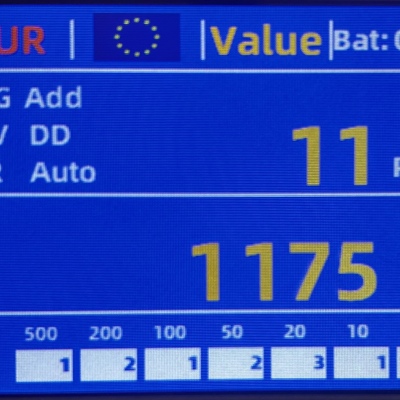 UR | | Value | Bat:
G Add
DD
Auto
11
1175
500 200 100 50 20 10
1 2 1 2 3 1